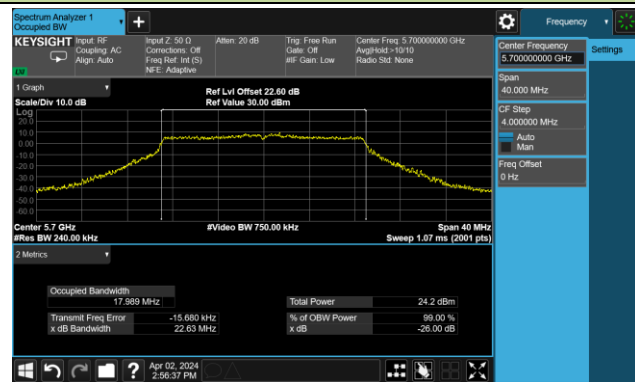 Spectrum Analyzer 1
Occupied BW
Frequency
KEYSIGHT
Input: RF
Coupling: AC
Align: Auto
Input Z: 50 Ω
Corrections: Off
Freq Ref: Int (S)
NFE: Adaptive
Atten: 20 dB
Trig: Free Run
Gate: Off
#IF Gain: Low
Center Freq: 5.700000000 GHz
Avg|Hold:>10/10
Radio Std: None
LW
Center Frequency
5.700000000 GHz
Settings
Span
40.000 MHz
CF Step
4.000000 MHz
Auto
Man
Freq Offset
0 Hz
1 Graph
Scale/Div 10.0 dB
Ref Lvl Offset 22.60 dB
Ref Value 30.00 dBm
Log
20.0
10.0
0.00
-10.0
-20.0
-30.0
-40.0
-50.0
-60.0
Center 5.7 GHz
#Res BW 240.00 kHz
#Video BW 750.00 kHz
Span 40 MHz
Sweep 1.07 ms (2001 pts)
2 Metrics
Occupied Bandwidth
17.989 MHz
Total Power 24.2 dBm
Transmit Freq Error -15.680 kHz
% of OBW Power 99.00 %
x dB Bandwidth 22.63 MHz
x dB -26.00 dB
Apr 02, 2024
2:56:37 PM